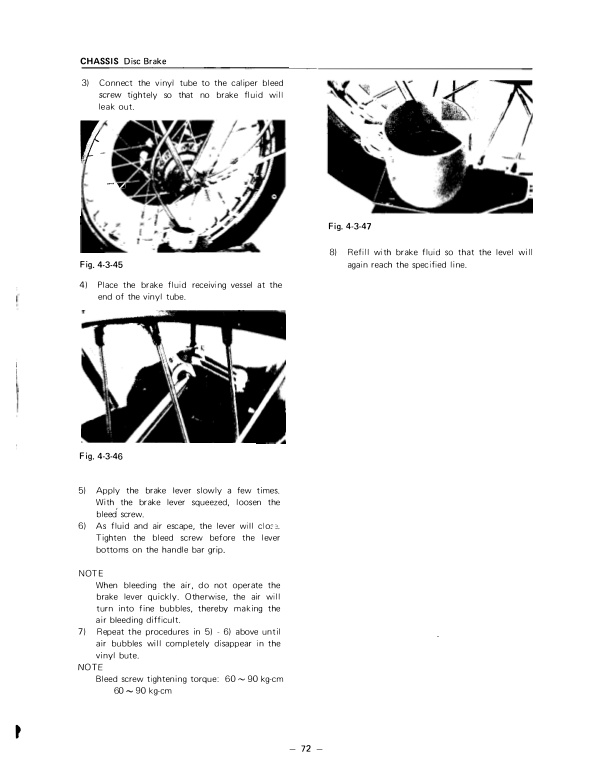 CHASSIS Disc Brake
3) Connect the vinyl tube to the caliper bleed
screw tightely so that no brake fluid will
leak out.
Fig. 4-3-45
4) Place the brake fluid receiving vessel at the
end of the vinyl tube.
Fig. 4-3-46
5) Apply the brake lever slowly a few times.
With the brake lever squeezed, loosen the
bleed screw.
6) As fluid and air escape, the lever will close.
Tighten the bleed screw before the lever
bottoms on the handle bar grip.
NOTE
When bleeding the air, do not operate the
brake lever quickly. Otherwise, the air will
turn into fine bubbles, thereby making the
air bleeding difficult.
7) Repeat the procedures in 5) - 6) above until
air bubbles will completely disappear in the
vinyl bute.
NOTE
Bleed screw tightening torque: 60 ~ 90 kg-cm
60 ~ 90 kg-cm
Fig. 4-3-47
8) Refill with brake fluid so that the level will
again reach the specified line.
— 72 —